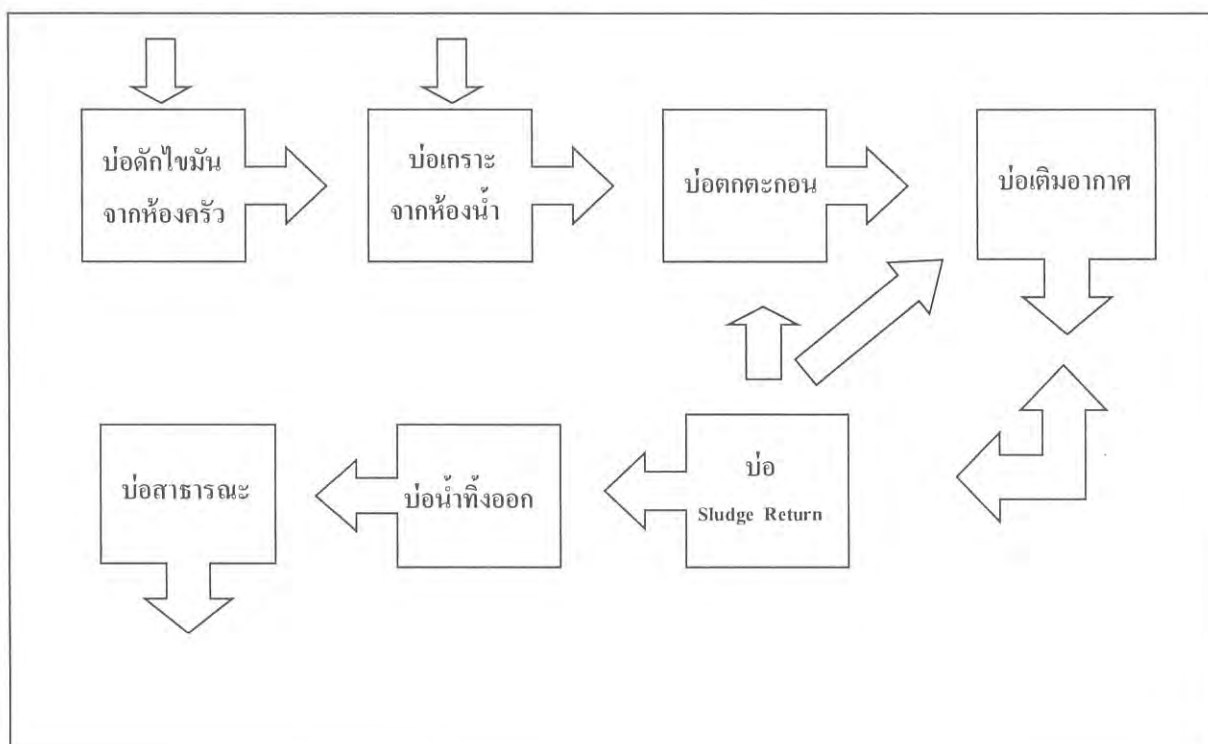 บ่อดักไขมัน
จากห้องครัว
บ่อเกราะ
จากห้องน้ำ
บ่อตกตะกอน
บ่อเติมอากาศ
บ่อสาธารณะ
บ่อน้ำทิ้งออก
บ่อ
Sludge Return